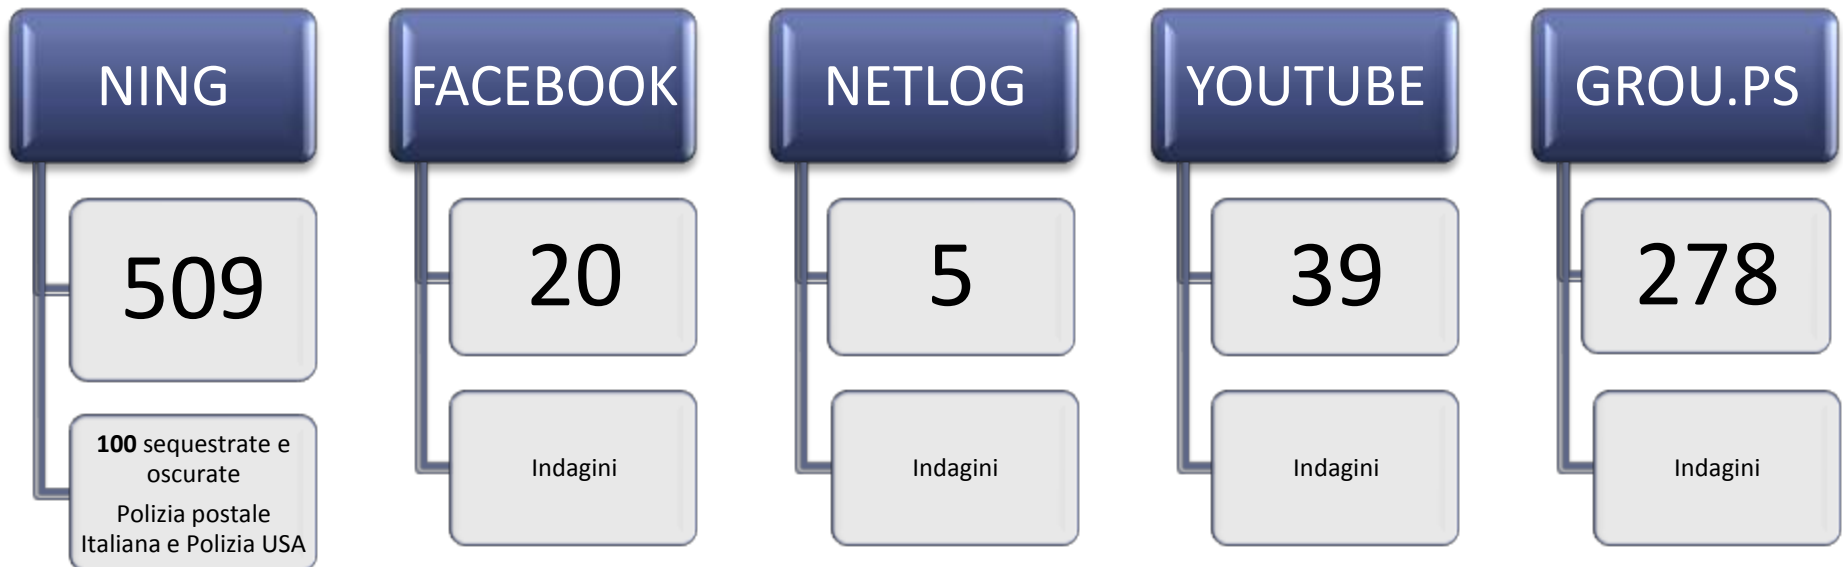 NING
509
100 sequestrate e
oscurate
Polizia postale
Italiana e Polizia USA
FACEBOOK
20
Indagini
NETLOG
5
Indagini
YOUTUBE
39
Indagini
GROU.PS
278
Indagini